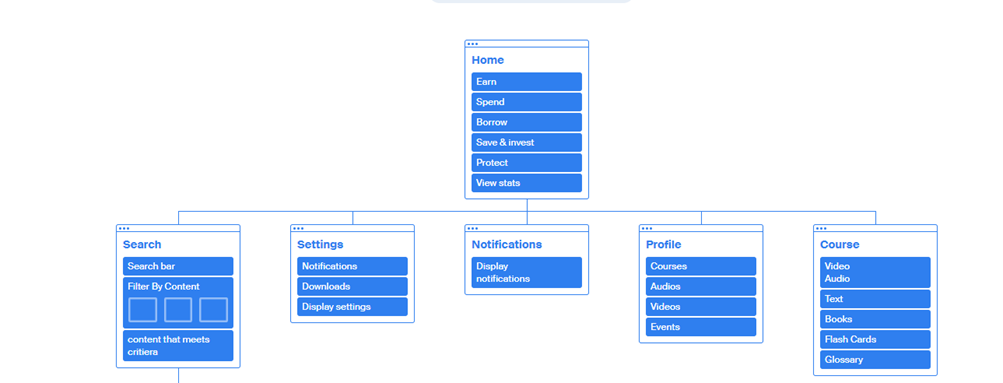 Home
Earn
Spend
Borrow
Save & invest
Protect
View stats
Search
Search bar
Filter By Content
content that meets
critiera
Settings
Notifications
Downloads
Display settings
Notifications
Display
notifications
Profile
Courses
Audios
Videos
Events
Course
Video
Audio
Text
Books
Flash Cards
Glossary